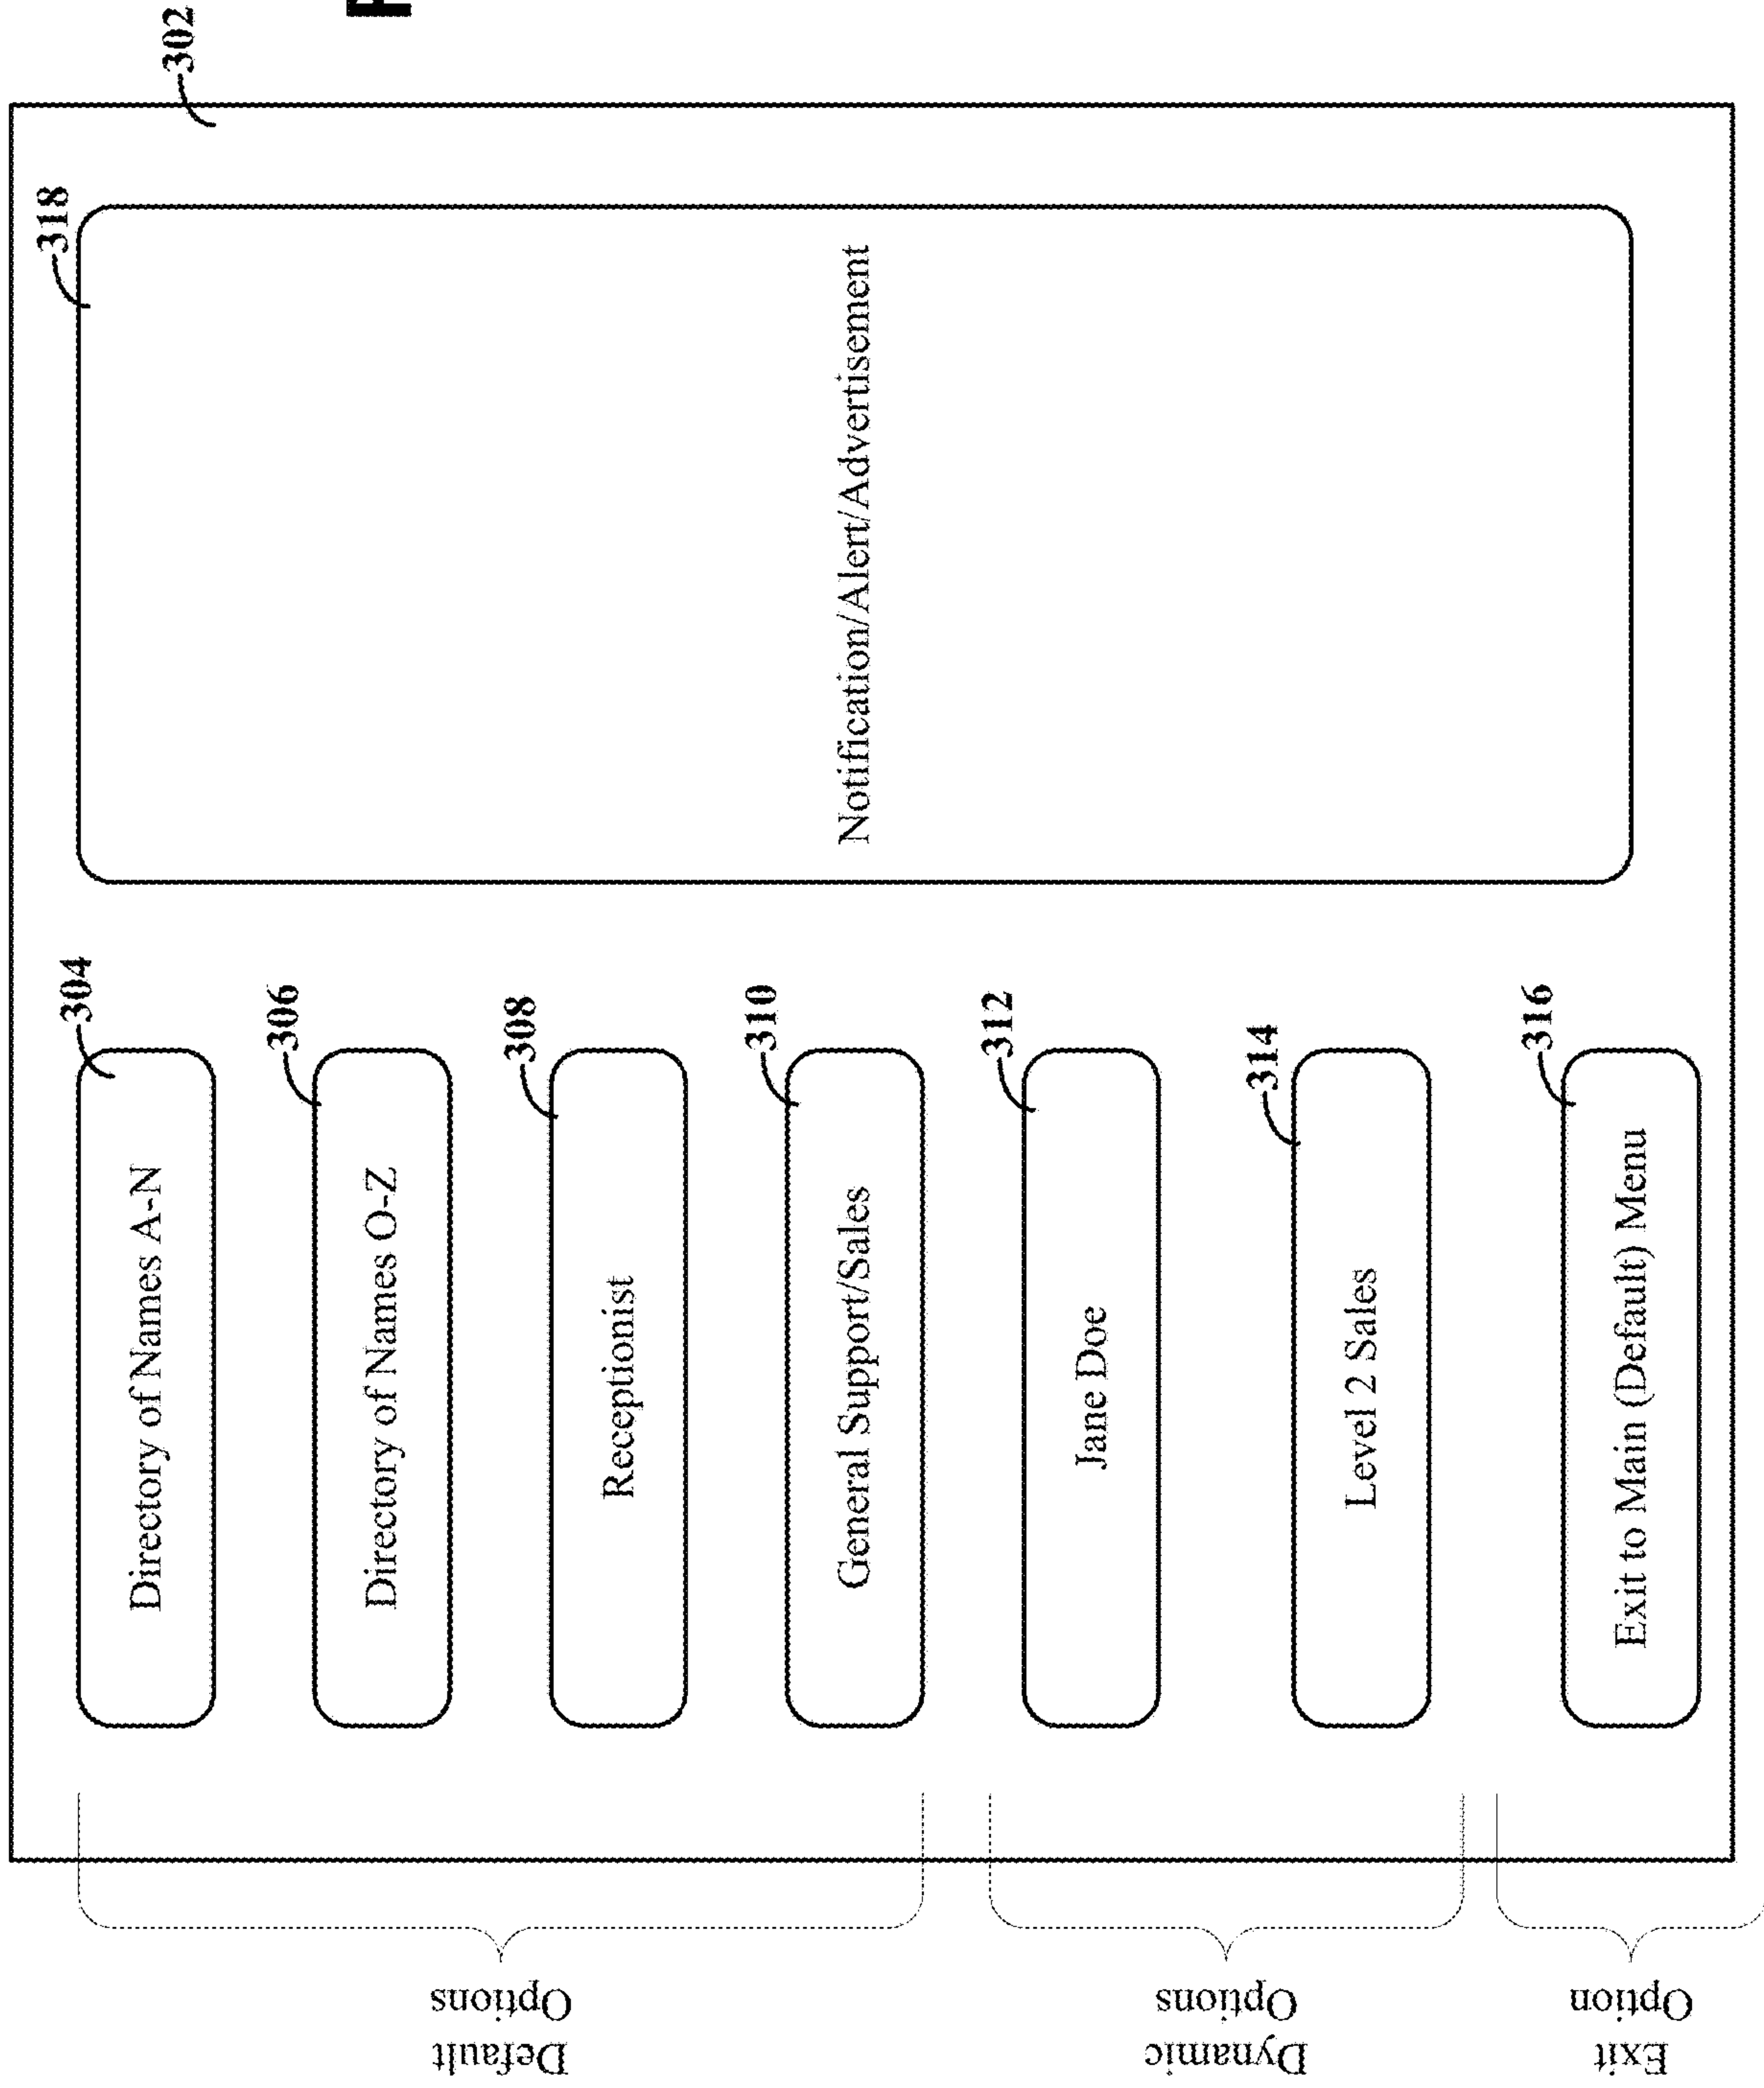 302
318
Notification/Alert/Advertisement
304
Directory of Names A-N
306
Directory of Names O-Z
308
Receptionist
310
General Support/Sales
312
Jane Doe
314
Level 2 Sales
316
Exit to Main (Default) Menu
Default
Options
Dynamic
Options
Exit
Option